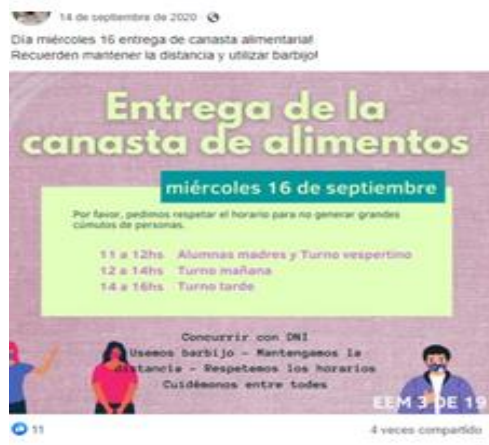 14 de septiembre de 2020
Día miércoles 16 entrega de canasta alimentaria!
Recuerden mantener la distancia y utilizar barbijo!
Entrega de la
canasta de alimentos
miércoles 16 de septiembre
Por favor, pedimos respetar el horario para no generar grandes
cúmulos de personas.
11 a 12hs Alumnas madres y Turno vespertino
12 a 14hs Turno mañana
14 a 16hs Turno tarde
Concurrir con DNI
Usemos barbijo - Mantengamos la
distancia - Respetemos los horarios
Cuidémonos entre todes
EEM 3 DE 19
11
4 veces compartido